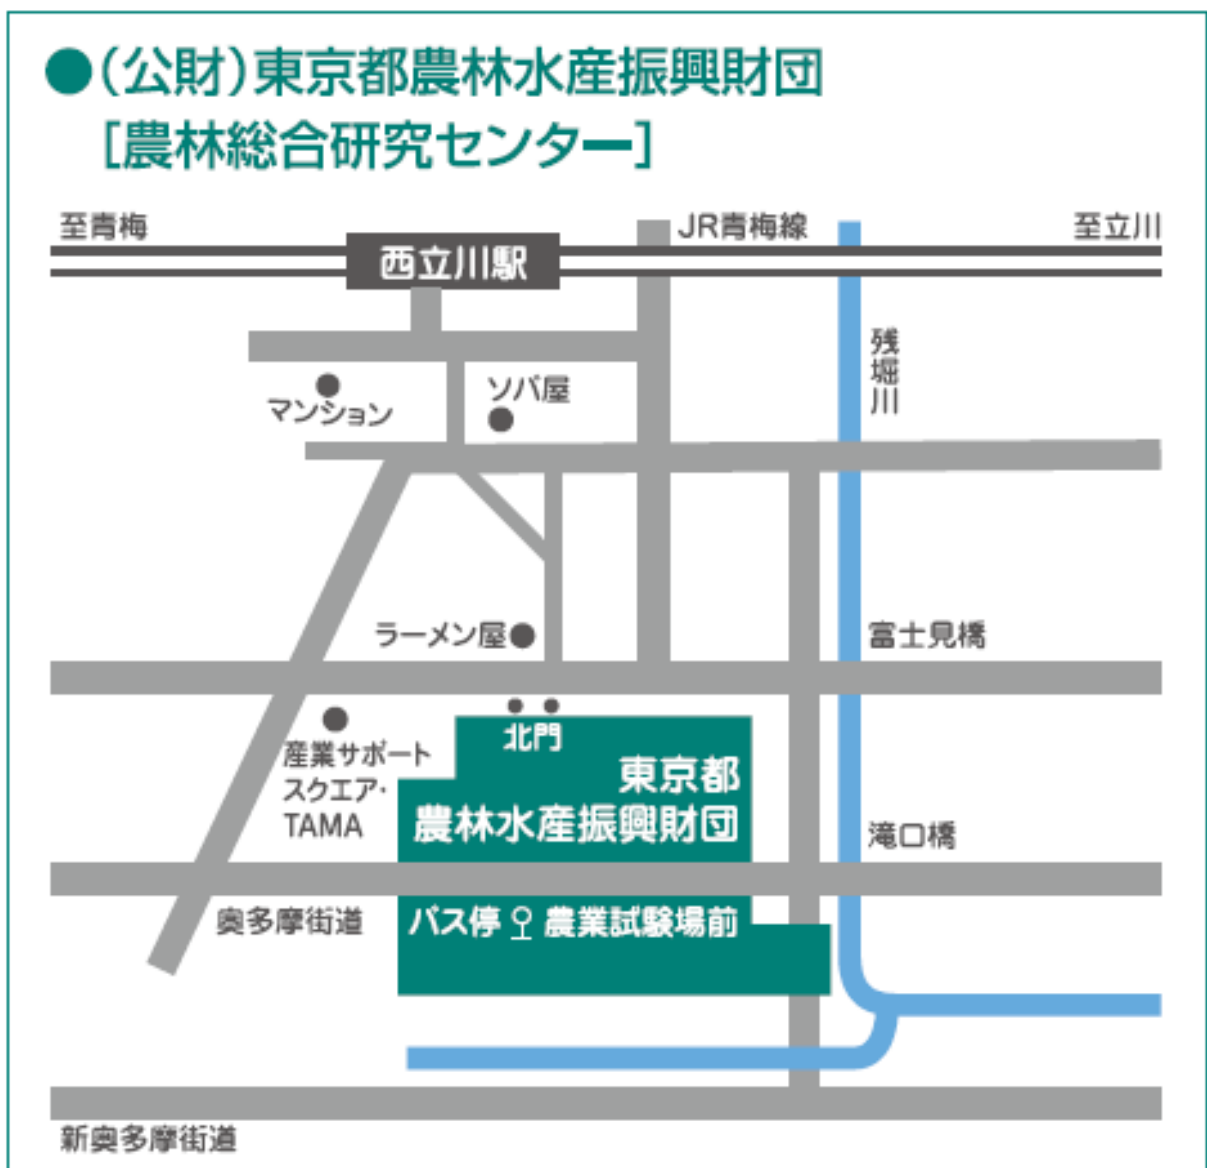 ●(公財)東京都農林水産振興財団
[農林総合研究センター]
至青梅
JR青梅線
至立川
西立川駅
残堀川
マンション
ソバ屋
ラーメン屋
富士見橋
北門
産業サポート
スクエア・
TAMA
東京都
農林水産振興財団
滝口橋
奥多摩街道
バス停
農業試験場前
新奥多摩街道